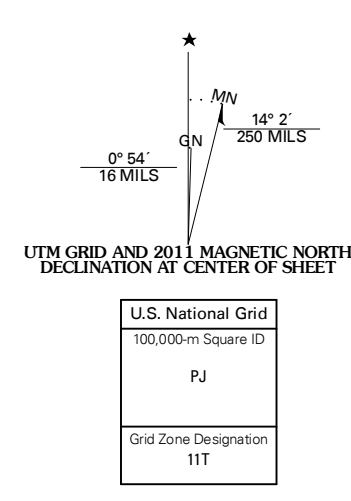 ★
MN
14° 2´
250 MILS
GN
0° 54´
16 MILS
UTM GRID AND 2011 MAGNETIC NORTH
DECLINATION AT CENTER OF SHEET
U.S. National Grid
100,000-m Square ID
PJ
Grid Zone Designation
11T